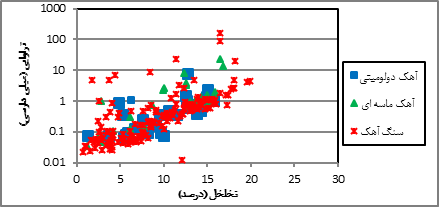 1000
100
10
1
0.1
0.01
تراوایی (میلی دارسی)
0 5 10 15 20 25 30
تخلخل (درصد)
آهک دولومیتی
آهک ماسه ای
سنگ آهک